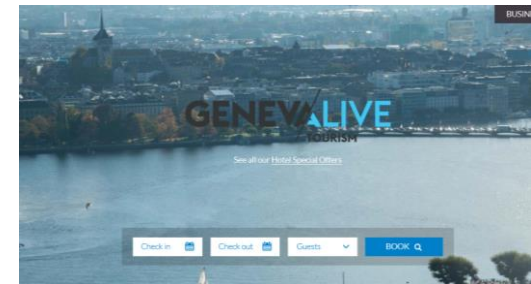 BUSIN
GENEVALIVE
TOURISM
See all our Hotel Special Offers
Check in
Check out
Guests
BOOK